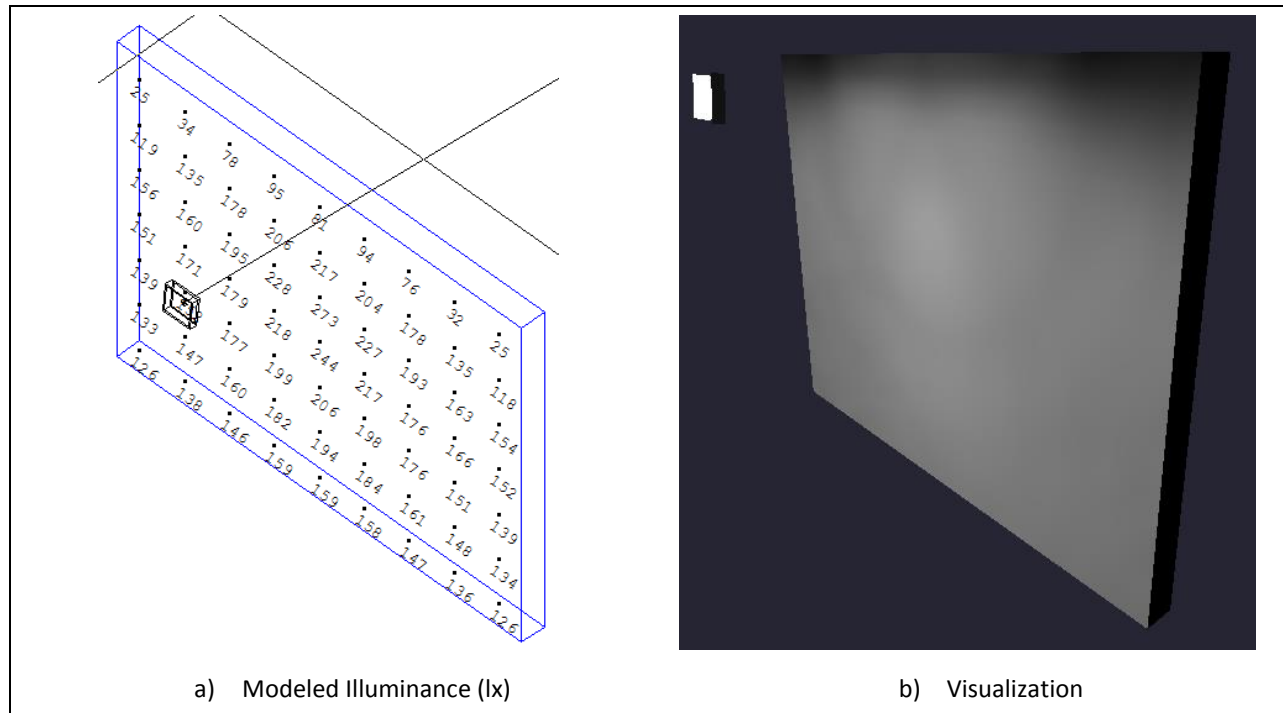 25 34 78 95 81 94 76 32 25
119 135 178 206 217 204 178 135 118
156 160 195 228 273 227 193 163 154
151 171 179 218 244 217 176 166 152
139 177 199 206 198 176 151 139
133 147 160 182 194 184 161 148 134
126 138 146 159 159 158 147 136 126
a) Modeled Illuminance (lx)
b) Visualization